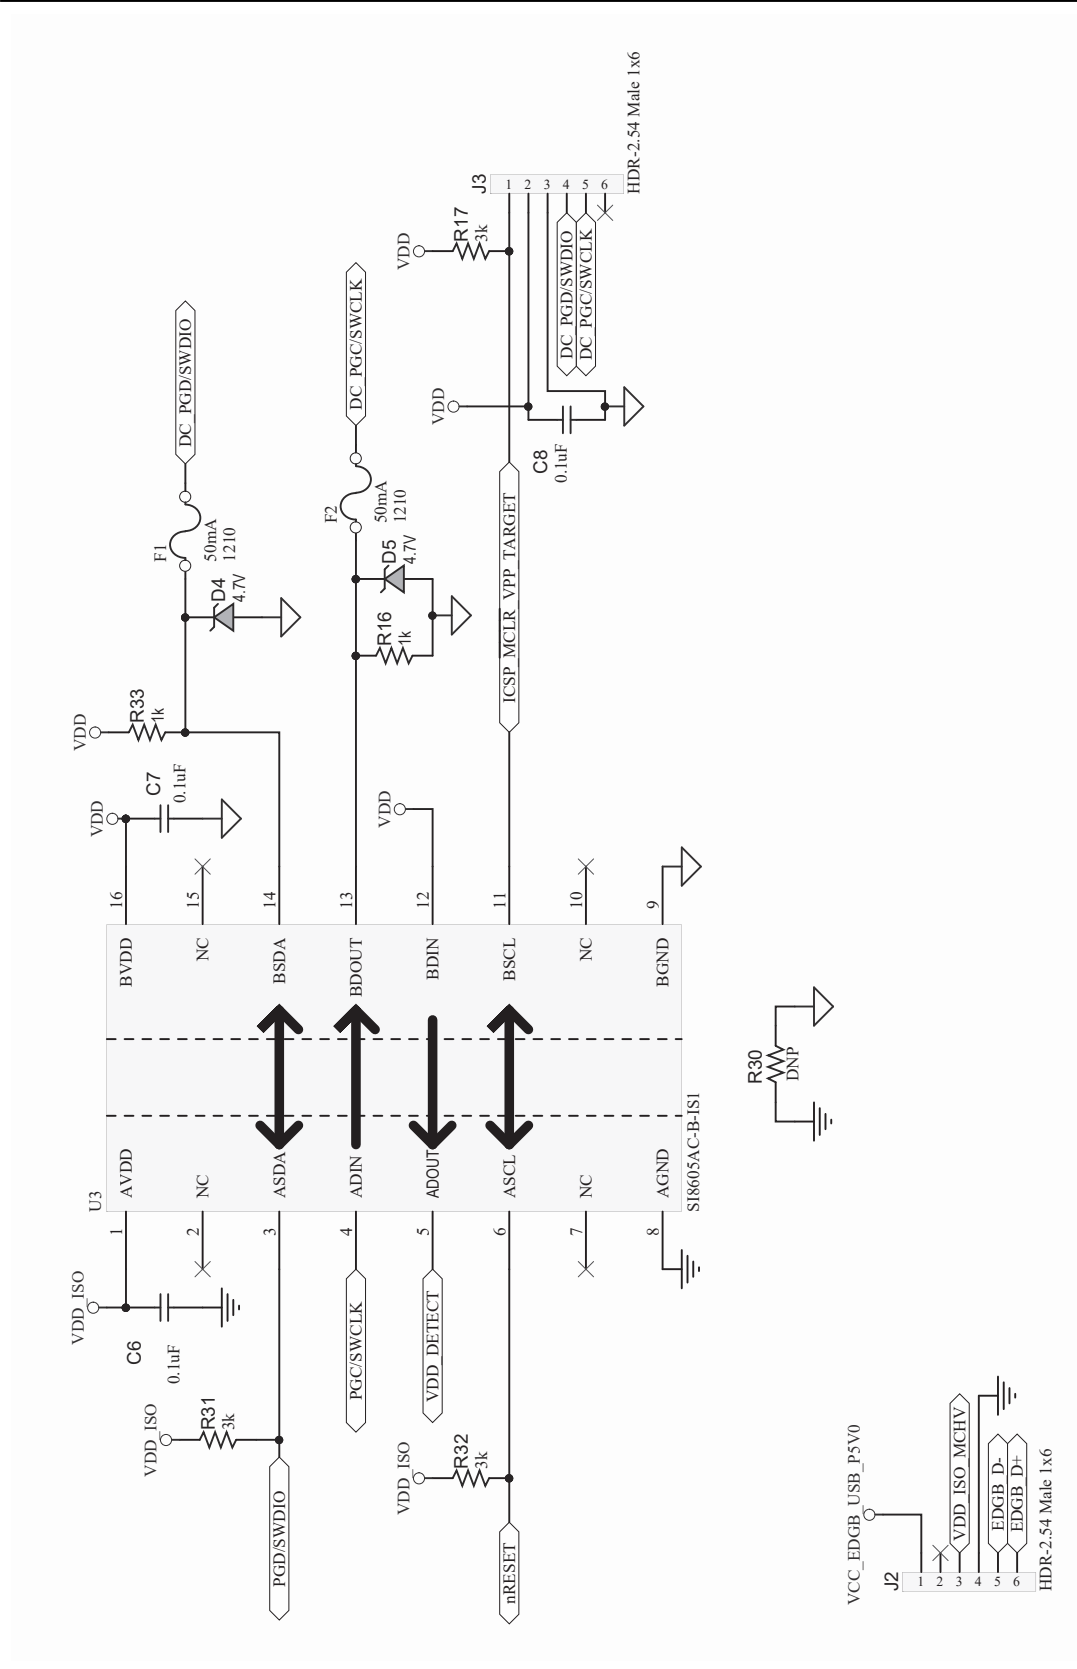 PGD/SWDIO
VDD_ISO
R31
3k
VDD_ISO
C6
0.1uF
PGC/SWCLK
VDD_DETECT
VDD_ISO
R32
3k
nRESET
U3
1
AVDD
2
NC
3
ASDA
4
ADIN
5
ADOUT
6
ASCL
7
NC
8
AGND
SI8605AC-B-IS1
BVDD
16
NC
15
BSDA
14
BDOUT
13
BDIN
12
BSCL
11
NC
10
BGND
9
VDD
C7
0.1uF
VDD
R33
1k
D4
4.7V
F1
50mA
1210
DC_PGD/SWDIO
R16
1k
D5
4.7V
F2
50mA
1210
DC_PGC/SWCLK
VDD
ICSP_MCLR_VPP_TARGET
VDD
C8
0.1uF
VDD
R17
3k
DC_PGD/SWDIO
DC_PGC/SWCLK
J3
1
2
3
4
5
6
HDR-2.54 Male 1x6
R30
DNP
VCC_EDGB_USB_P5V0
J2
1
2
3
4
5
6
VDD_ISO_MCHV
EDGB_D-
EDGB_D+
HDR-2.54 Male 1x6